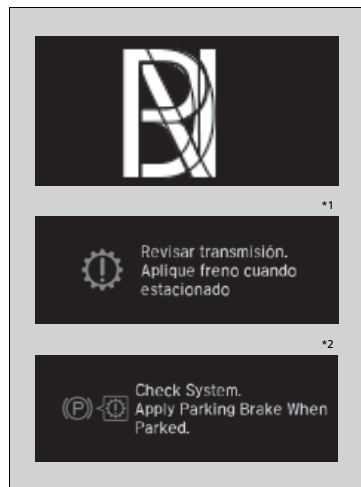 *1
Revisar transmisión.
Aplique freno cuando
estacionado
*2
Check System.
Apply Parking Brake When
Parked.